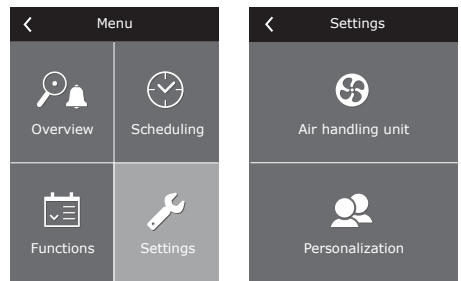 Menu
Overview
Scheduling
Functions
Settings
Settings
Air handling unit
Personalization